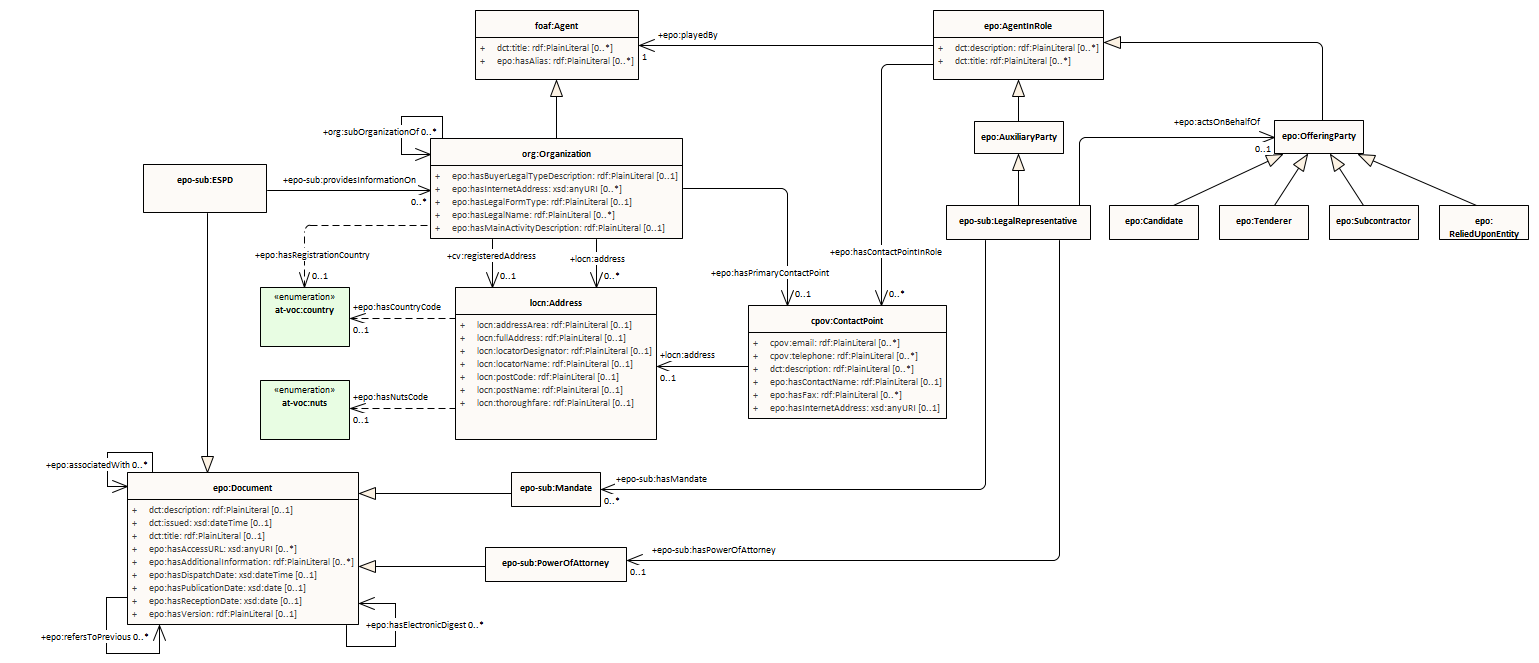 foaf:Agent
+ dct:title: rdf:PlainLiteral [0..*]
+ epo:hasAlias: rdf:PlainLiteral [0..*]
+epo:playedBy
1
epo:AgentInRole
+ dct:description: rdf:PlainLiteral [0..*]
+ dct:title: rdf:PlainLiteral [0..*]
+org:subOrganizationOf 0..*
org:Organization
+ epo:hasBuyerLegalTypeDescription: rdf:PlainLiteral [0..1]
+ epo:hasInternetAddress: xsd:anyURI [0..*]
+ epo:hasLegalFormType: rdf:PlainLiteral [0..1]
+ epo:hasLegalName: rdf:PlainLiteral [0..*]
+ epo:hasMainActivityDescription: rdf:PlainLiteral [0..1]
epo:AuxiliaryParty
+epo:actsOnBehalfOf
0..1
epo:OfferingParty
epo-sub:ESPD
+epo-sub:providesInformationOn
0..*
epo-sub:LegalRepresentative
epo:Candidate
epo:Tenderer
epo:Subcontractor
epo:
ReliedUponEntity
+epo:hasRegistrationCountry
0..1
+cv:registeredAddress
0..1
+locn:address
0..*
+epo:hasPrimaryContactPoint
0..1
+epo:hasContactPointInRole
0..*
«enumeration»
at-voc:country
+epo:hasCountryCode
0..1
locn:Address
+ locn:addressArea: rdf:PlainLiteral [0..1]
+ locn:fullAddress: rdf:PlainLiteral [0..1]
+ locn:locatorDesignator: rdf:PlainLiteral [0..1]
+ locn:locatorName: rdf:PlainLiteral [0..1]
+ locn:postCode: rdf:PlainLiteral [0..1]
+ locn:postName: rdf:PlainLiteral [0..1]
+ locn:thoroughfare: rdf:PlainLiteral [0..1]
+locn:address
0..1
cpov:ContactPoint
+ cpov:email: rdf:PlainLiteral [0..*]
+ cpov:telephone: rdf:PlainLiteral [0..*]
+ dct:description: rdf:PlainLiteral [0..*]
+ epo:hasContactName: rdf:PlainLiteral [0..1]
+ epo:hasFax: rdf:PlainLiteral [0..*]
+ epo:hasInternetAddress: xsd:anyURI [0..1]
«enumeration»
at-voc:nuts
+epo:hasNutsCode
0..1
+epo:associatedWith 0..*
epo:Document
+ dct:description: rdf:PlainLiteral [0..1]
+ dct:issued: xsd:dateTime [0..1]
+ dct:title: rdf:PlainLiteral [0..1]
+ epo:hasAccessURL: xsd:anyURI [0..*]
+ epo:hasAdditionalInformation: rdf:PlainLiteral [0..*]
+ epo:hasDispatchDate: xsd:dateTime [0..1]
+ epo:hasPublicationDate: xsd:date [0..1]
+ epo:hasReceptionDate: xsd:date [0..1]
+ epo:hasVersion: rdf:PlainLiteral [0..1]
epo-sub:Mandate
+epo-sub:hasMandate
0..*
epo-sub:PowerOfAttorney
+epo-sub:hasPowerOfAttorney
0..1
+epo:refersToPrevious 0..*
+epo:hasElectronicDigest 0..*